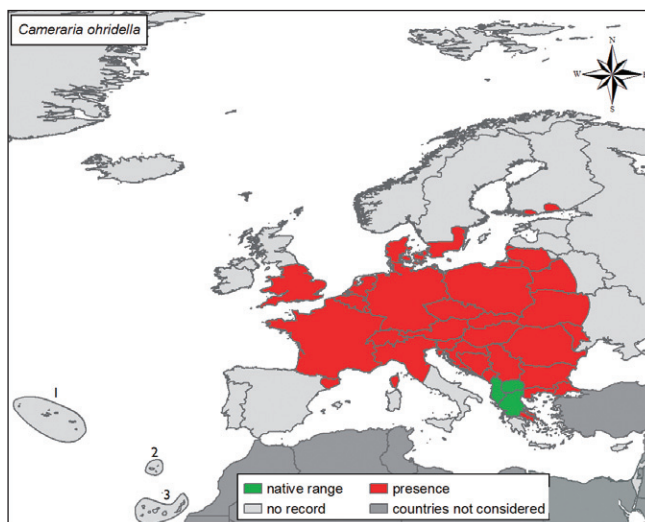 Cameraria ohridella
N
W E
S
1
2
3
native range presence
no record countries not considered